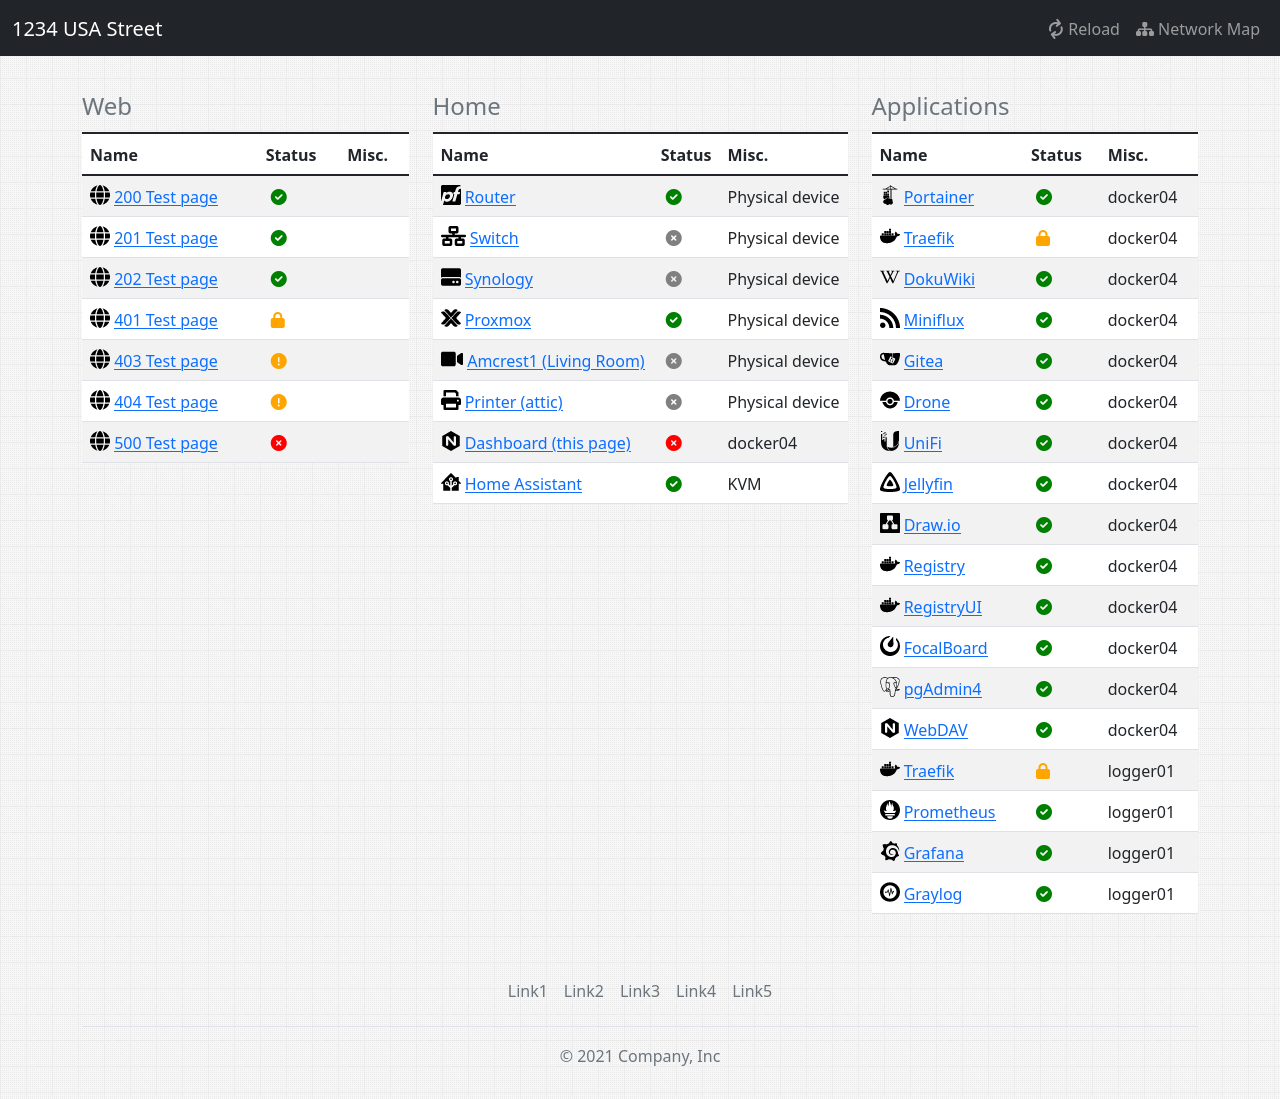 1234 USA Street
Reload
Network Map
Web
Name Status Misc.
200 Test page
201 Test page
202 Test page
401 Test page
403 Test page
404 Test page
500 Test page
Home
Name Status Misc.
Router Physical device
Switch Physical device
Synology Physical device
Proxmox Physical device
Amcrest1 (Living Room) Physical device
Printer (attic) Physical device
Dashboard (this page) docker04
Home Assistant KVM
Applications
Name Status Misc.
Portainer docker04
Traefik docker04
DokuWiki docker04
Miniflux docker04
Gitea docker04
Drone docker04
UniFi docker04
Jellyfin docker04
Draw.io docker04
Registry docker04
RegistryUI docker04
FocalBoard docker04
pgAdmin4 docker04
WebDAV docker04
Traefik logger01
Prometheus logger01
Grafana logger01
Graylog logger01
Link1 Link2 Link3 Link4 Link5
© 2021 Company, Inc